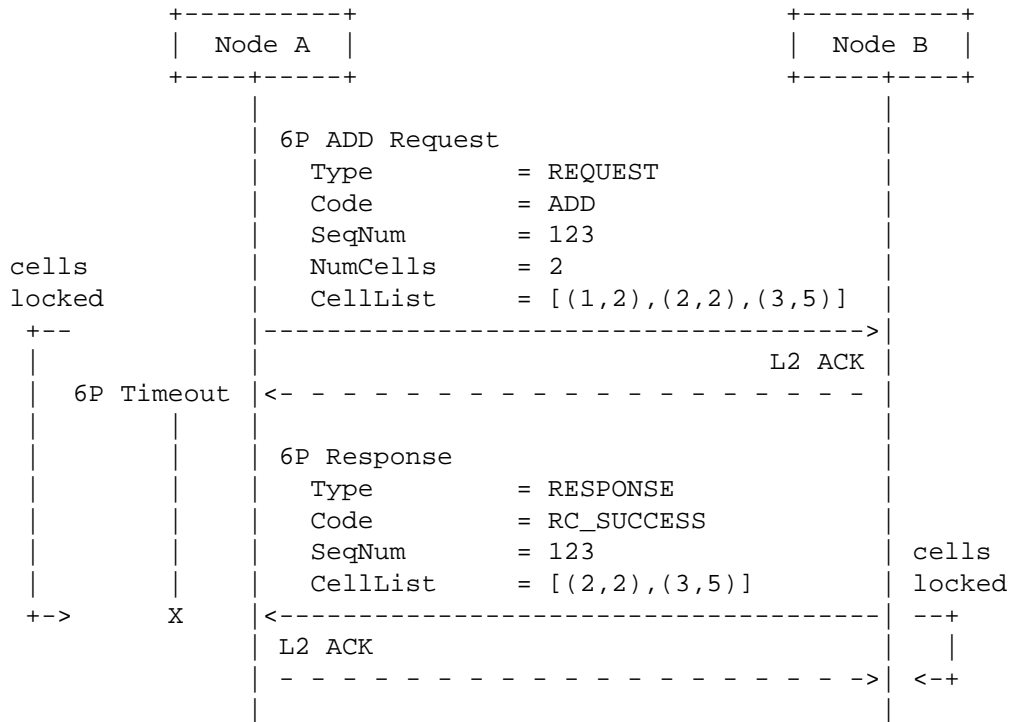 Node A Node B
6P ADD Request
Type = REQUEST
Code = ADD
SeqNum = 123
cells NumCells = 2
locked CellList = [(1,2),(2,2),(3,5)]
L2 ACK
6P Timeout
6P Response
Type = RESPONSE
Code = RC_SUCCESS
SeqNum = 123 cells
CellList = [(2,2),(3,5)] locked
X
L2 ACK